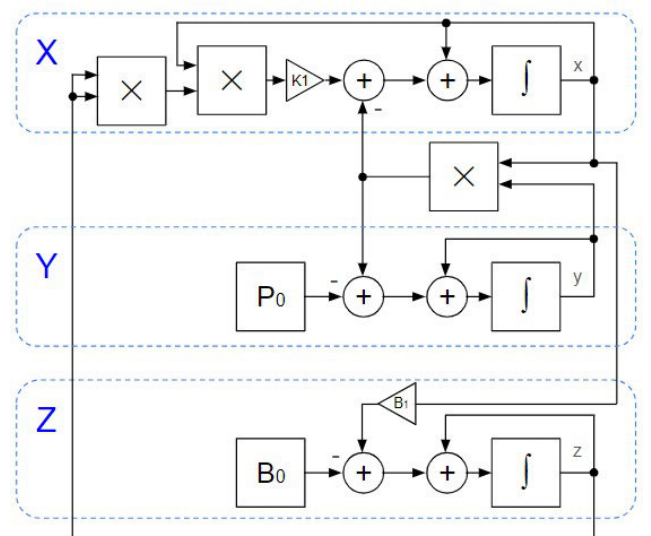 X
×
×
K1
+
+
∫
x
-
×
Y
P0
-
+
+
∫
y
B1
Z
B0
-
+
+
∫
z